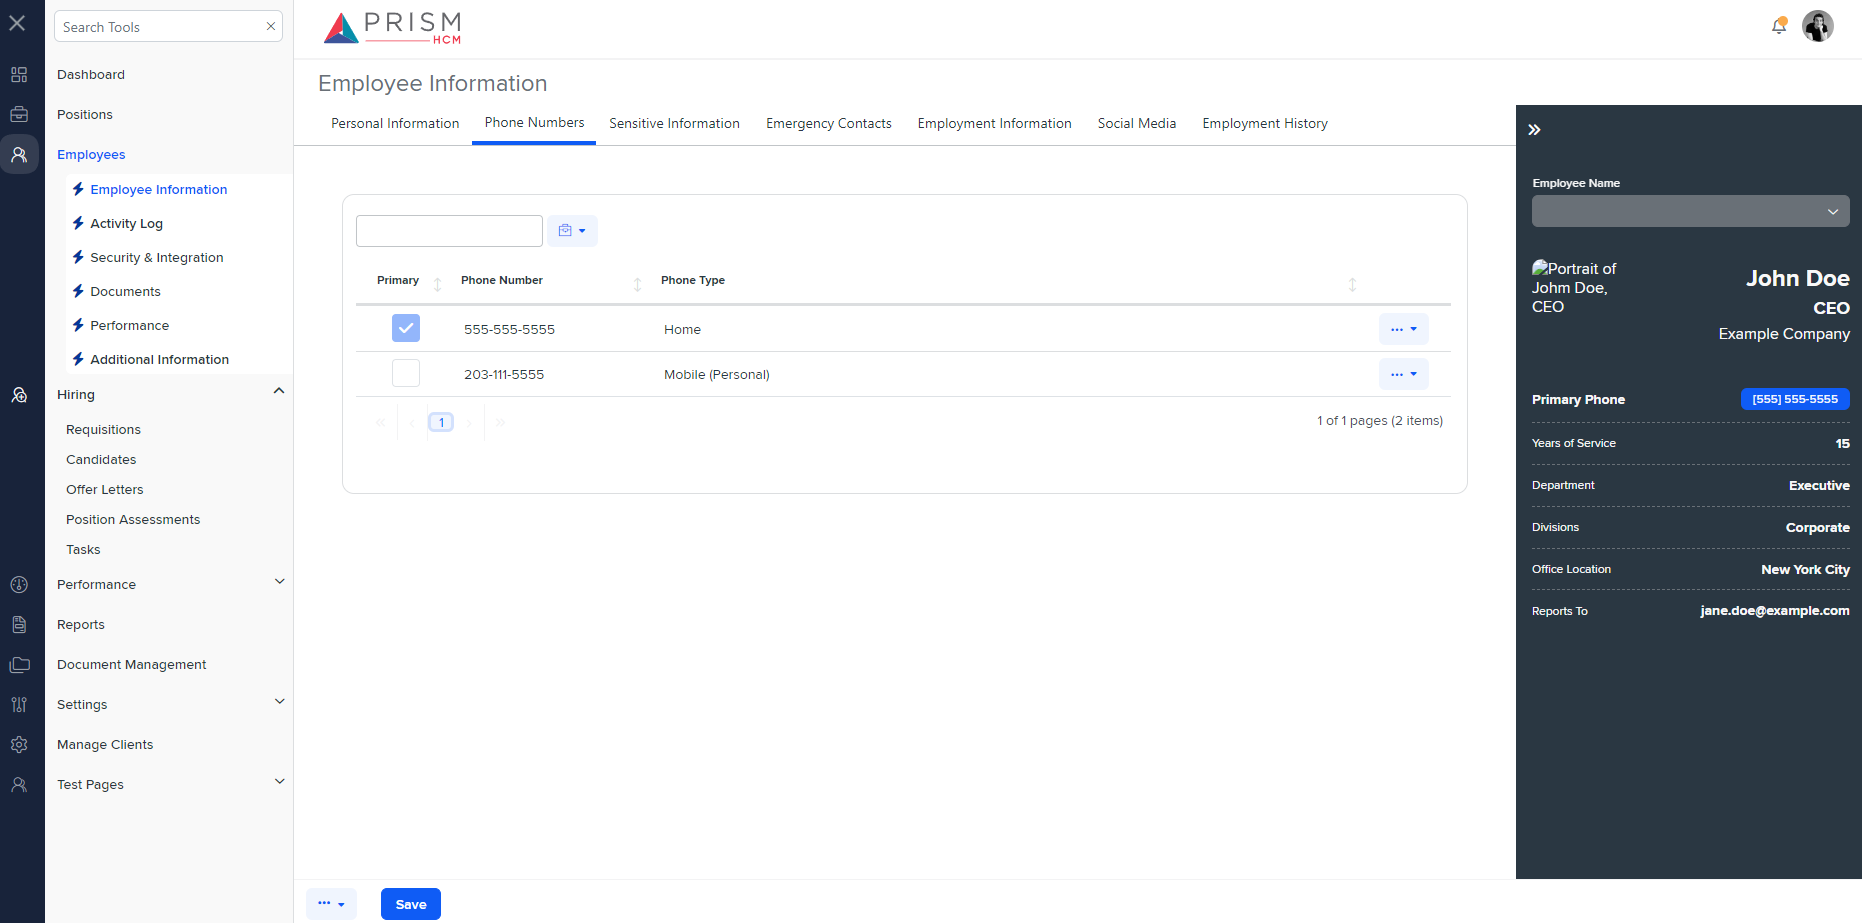 Search Tools
Dashboard
Positions
Employees
Employee Information
Activity Log
Security & Integration
Documents
Performance
Additional Information
Hiring
Requisitions
Candidates
Offer Letters
Position Assessments
Tasks
Performance
Reports
Document Management
Settings
Manage Clients
Test Pages
PRISM
HCM
Employee Information
Personal Information
Phone Numbers
Sensitive Information
Emergency Contacts
Employment Information
Social Media
Employment History
Primary Phone Number Phone Type
555-555-5555 Home
203-111-5555 Mobile (Personal)
1
1 of 1 pages (2 items)
Save
Employee Name
Portrait of
Johm Doe,
CEO
John Doe
CEO
Example Company
Primary Phone [555] 555-5555
Years of Service 15
Department Executive
Divisions Corporate
Office Location New York City
Reports To jane.doe@example.com